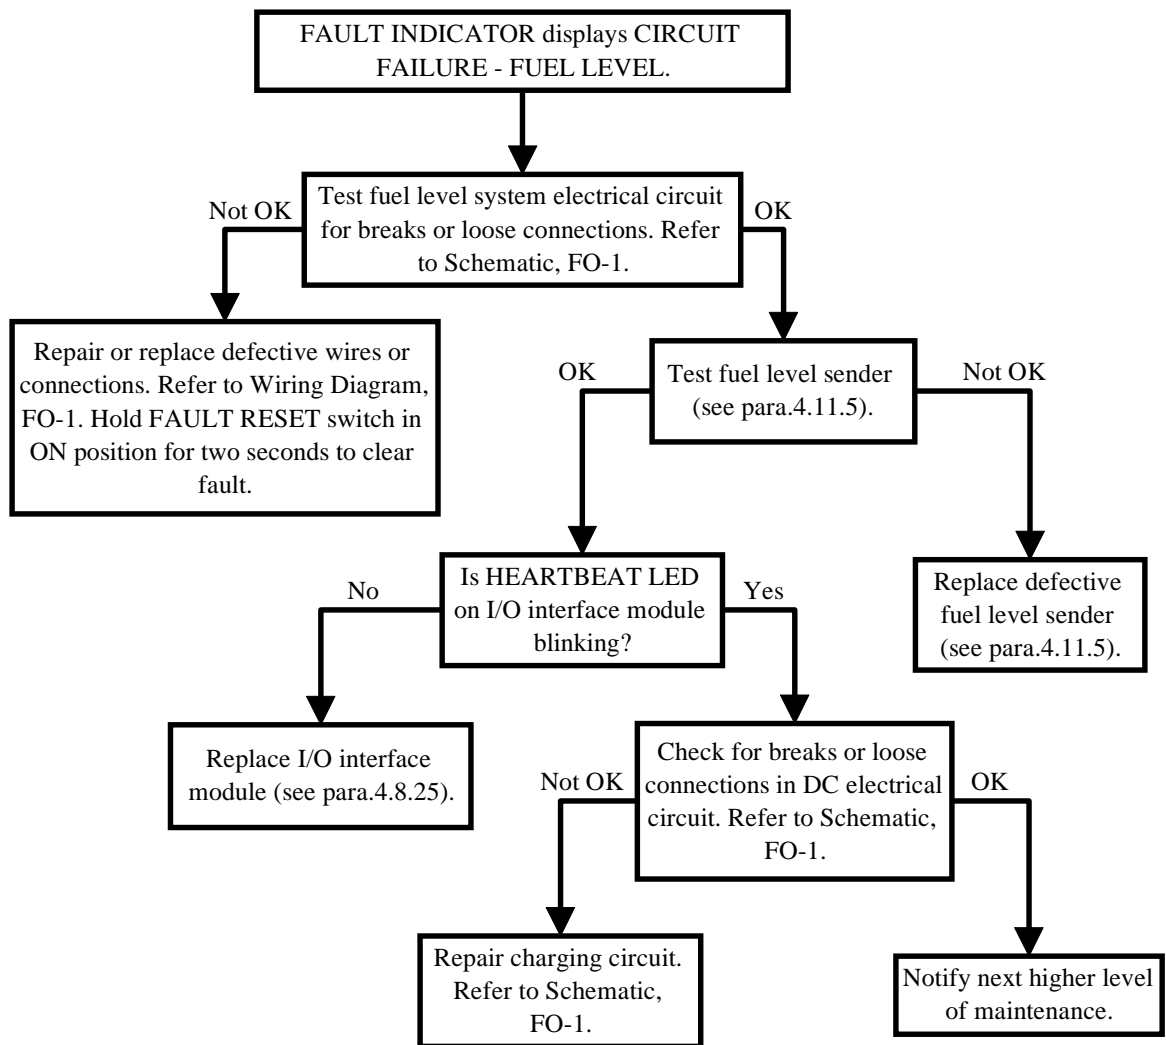 FAULT INDICATOR displays CIRCUIT
FAILURE - FUEL LEVEL.
Test fuel level system electrical circuit
for breaks or loose connections. Refer
to Schematic, FO-1.
Not OK
OK
Repair or replace defective wires or
connections. Refer to Wiring Diagram,
FO-1. Hold FAULT RESET switch in
ON position for two seconds to clear
fault.
Test fuel level sender
(see para.4.11.5).
OK
Not OK
Is HEARTBEAT LED
on I/O interface module
blinking?
No
Yes
Replace defective
fuel level sender
(see para.4.11.5).
Replace I/O interface
module (see para.4.8.25).
Check for breaks or loose
connections in DC electrical
circuit. Refer to Schematic,
FO-1.
Not OK
OK
Repair charging circuit.
Refer to Schematic,
FO-1.
Notify next higher level
of maintenance.